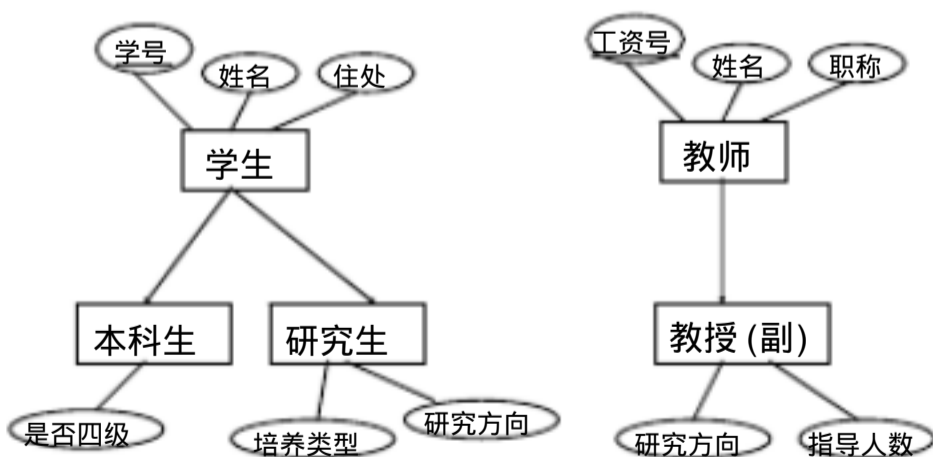 学号
姓名
住处
学生
本科生
研究生
是否四级
培养类型
研究方向
工资号
姓名
职称
教师
教授(副)
研究方向
指导人数